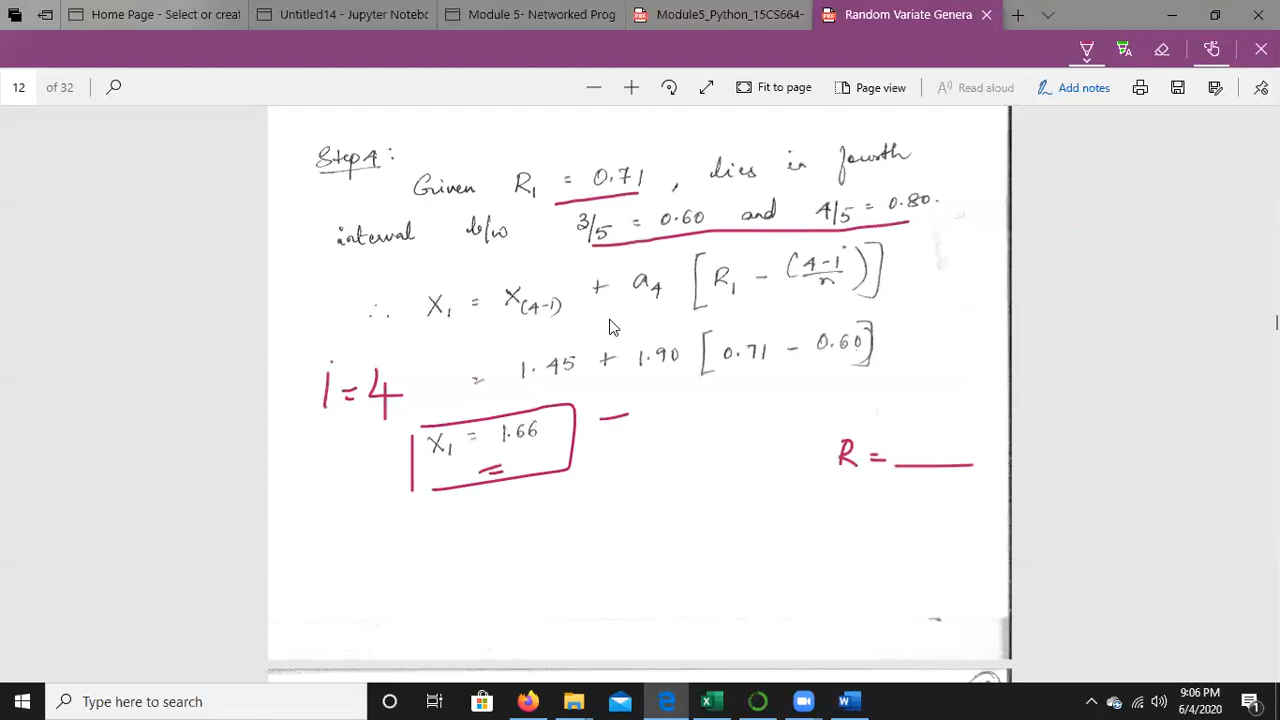 Home Page - Select or creat
Untitled14 - Jupyter Notebo
Module 5- Networked Prog
Module5_Python_15CS664-
Random Variate Genera
12 of 32
Fit to page
Page view
Read aloud
Add notes
Step4:
Given R1 = 0.71, lies in fourth
interval b/w 3/5 = 0.60 and 4/5 = 0.80.
∴ X1 = X(4-1) + a4 [R1 - (4-1/n)]
= 1.45 + 1.90 [0.71 - 0.60]
i=4
X1 = 1.66
R =
Type here to search
9:06 PM
6/4/2020